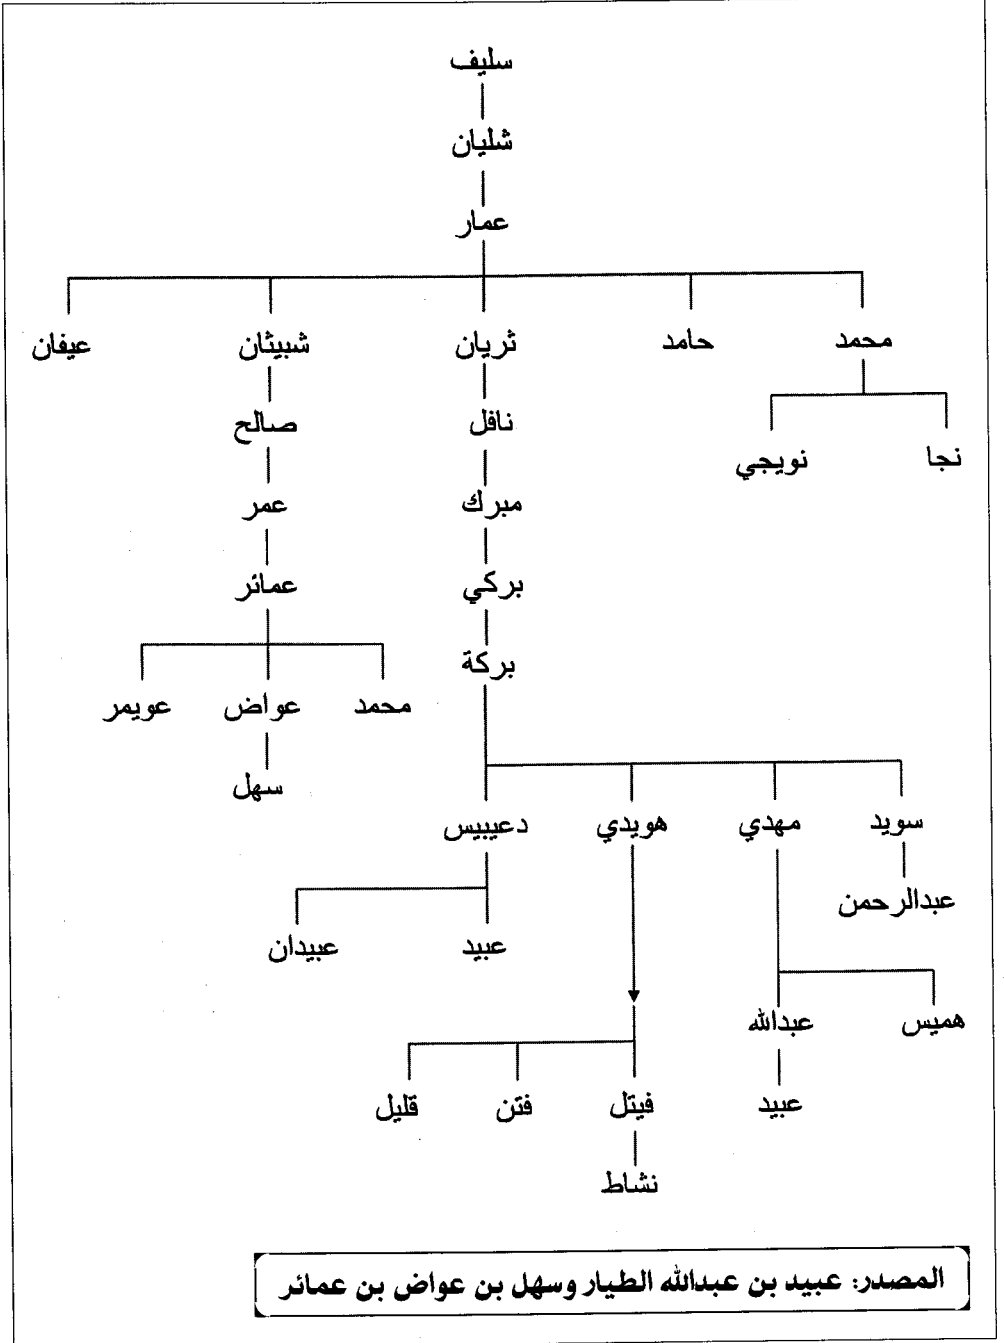 سليف
شليان
عمار
محمد حامد ثريان شبيثان عيفان
نافل صالح
نجا نويجي
مبرك عمر
بركي عمائر
بركة
محمد عواض عويمر
سهل
سويد مهدي هويدي دعيبيس
عبدالرحمن
عبيد عبيدان
هميس عبدالله
عبيد فيتل فتن قليل
نشاط
المصدر: عبيد بن عبدالله الطيار وسهل بن عواض بن عمائر